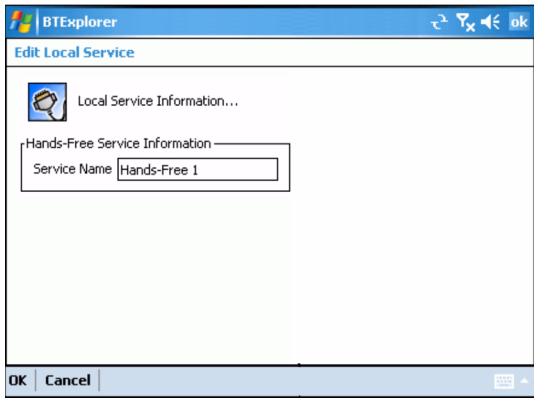 BTExplorer
ok
Edit Local Service
Local Service Information...
Hands-Free Service Information
Service Name Hands-Free 1
OK Cancel